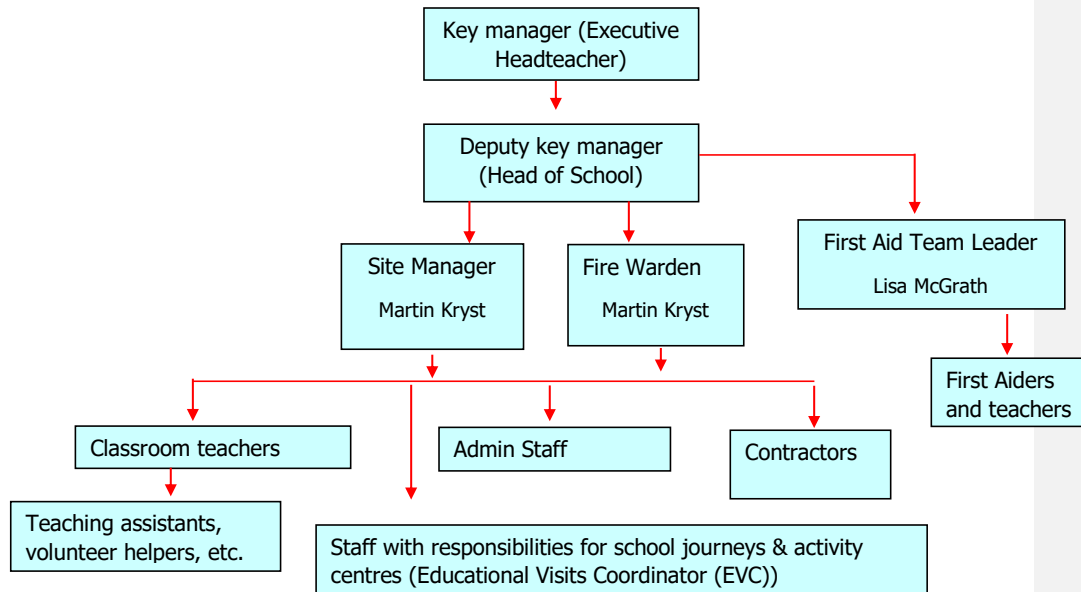 Key manager (Executive
Headteacher)
Deputy key manager
(Head of School)
Site Manager
Martin Kryst
Fire Warden
Martin Kryst
First Aid Team Leader
Lisa McGrath
First Aiders
and teachers
Classroom teachers
Admin Staff
Contractors
Teaching assistants,
volunteer helpers, etc.
Staff with responsibilities for school journeys & activity
centres (Educational Visits Coordinator (EVC))